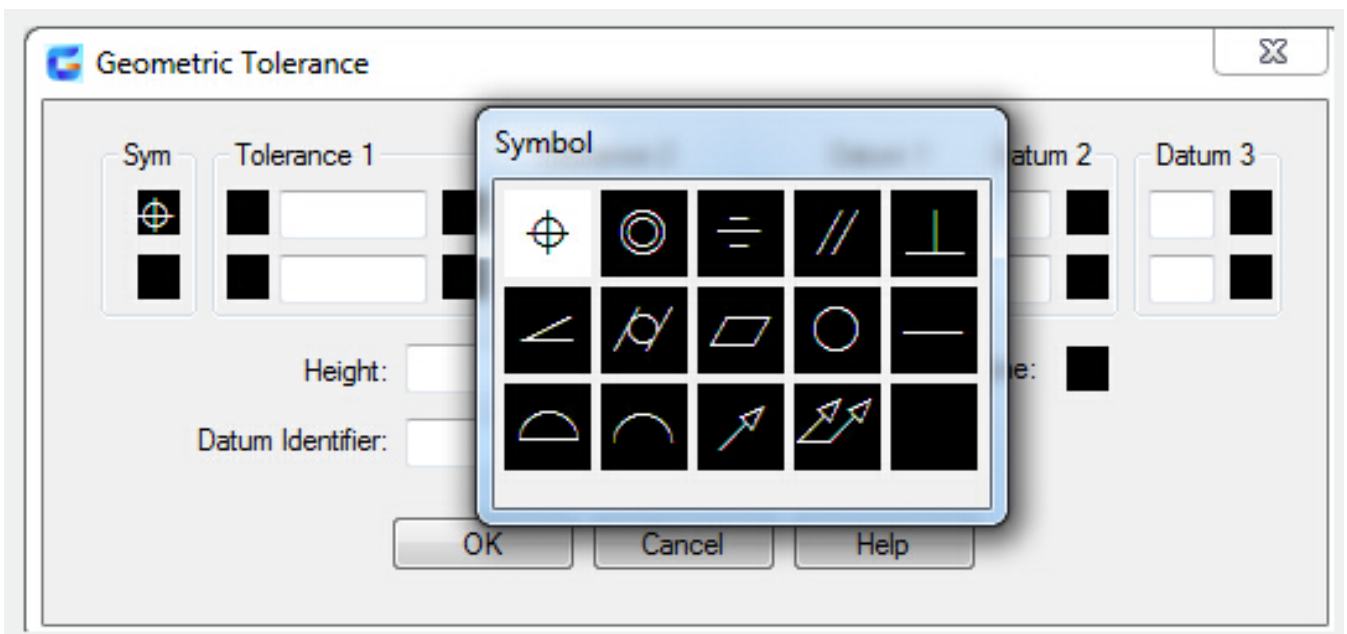 Geometric Tolerance
Symbol
Sym
Tolerance 1
atum 2
Datum 3
Height:
e:
Datum Identifier:
OK
Cancel
Help